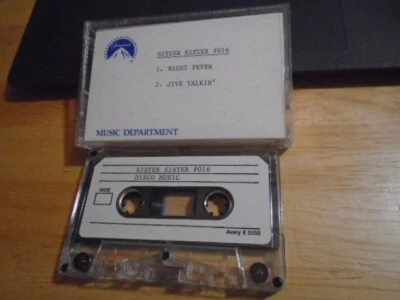 Paramount
SISTER SISTER #016
1. NIGHT FEVER
2. JIVE TALKIN'
MUSIC DEPARTMENT
SISTER SISTER #016
DISCO MUSIC
SIDE
Avery # 5250